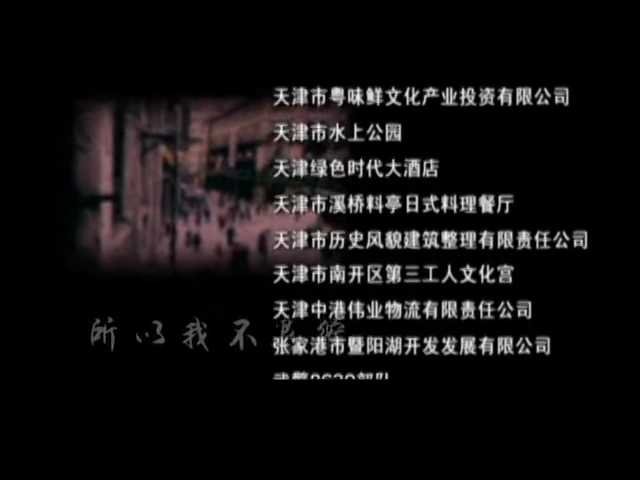 天津市粤味鲜文化产业投资有限公司
天津市水上公园
天津绿色时代大酒店
天津市溪桥料亭日式料理餐厅
天津市历史风貌建筑整理有限责任公司
天津市南开区第三工人文化宫
天津中港伟业物流有限责任公司
张家港市暨阳湖开发发展有限公司
所以我不